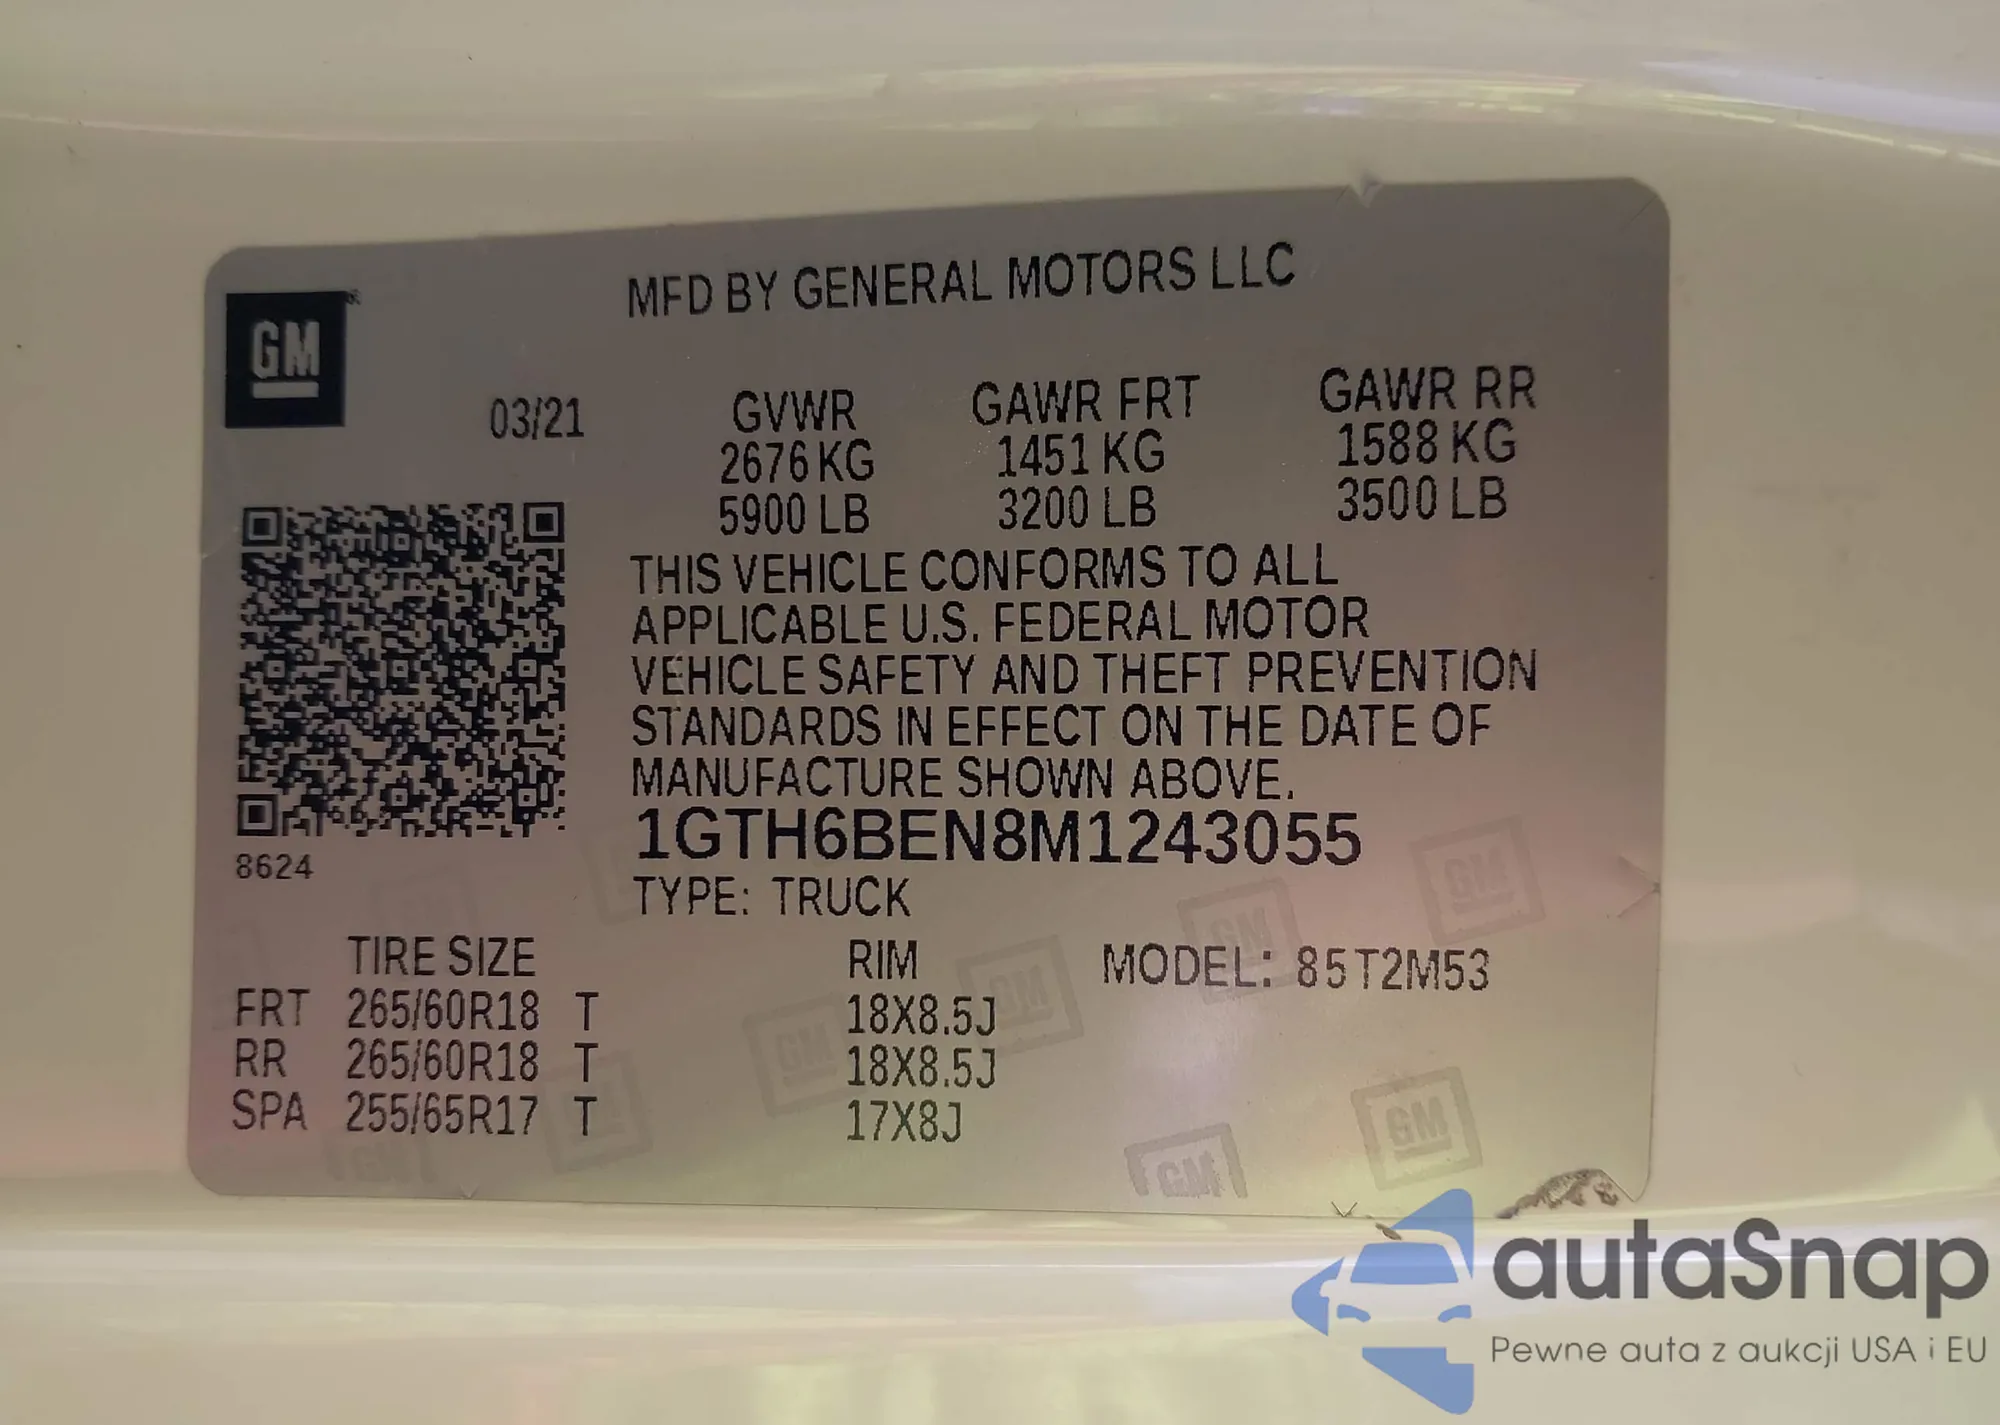 MFD BY GENERAL MOTORS LLC
GM
03/21 GVWR GAWR FRT GAWR RR
2676 KG 1451 KG 1588 KG
5900 LB 3200 LB 3500 LB
THIS VEHICLE CONFORMS TO ALL
APPLICABLE U.S. FEDERAL MOTOR
VEHICLE SAFETY AND THEFT PREVENTION
STANDARDS IN EFFECT ON THE DATE OF
MANUFACTURE SHOWN ABOVE.
1GTH6BEN8M1243055
8624
TYPE: TRUCK
TIRE SIZE RIM MODEL: 85T2M53
FRT 265/60R18 T 18X8.5J
RR 265/60R18 T 18X8.5J
SPA 255/65R17 T 17X8J
autaSnap
Pewne auta z aukcji USA i EU